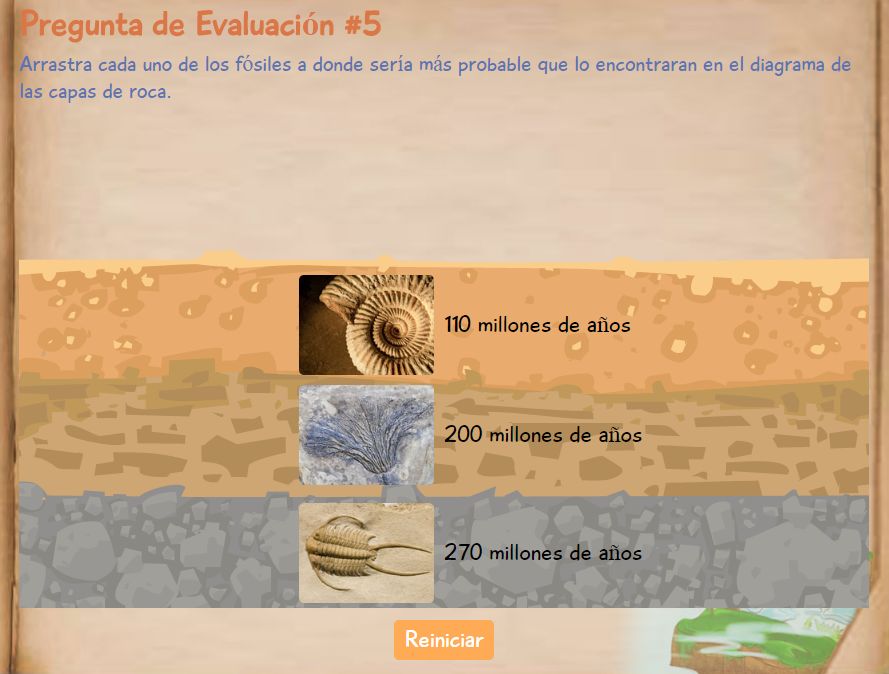 Pregunta de Evaluación #5
Arrastra cada uno de los fósiles a donde sería más probable que lo encontraran en el diagrama de
las capas de roca.
110 millones de años
200 millones de años
270 millones de años
Reiniciar